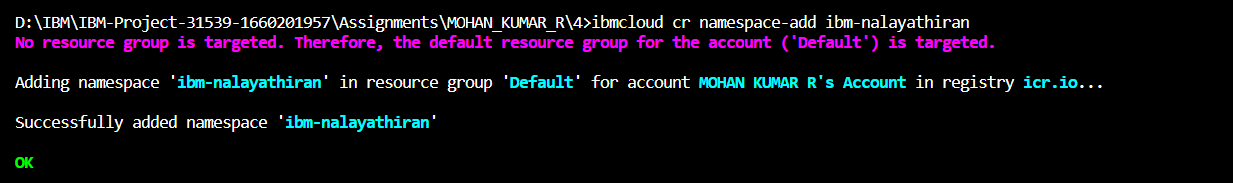 D:\IBM\IBM-Project-31539-1660201957\Assignments\MOHAN_KUMAR_R\4>ibmcloud cr namespace-add ibm-nalayathiran
No resource group is targeted. Therefore, the default resource group for the account ('Default') is targeted.
Adding namespace 'ibm-nalayathiran' in resource group 'Default' for account MOHAN KUMAR R's Account in registry icr.io...
Successfully added namespace 'ibm-nalayathiran'
OK